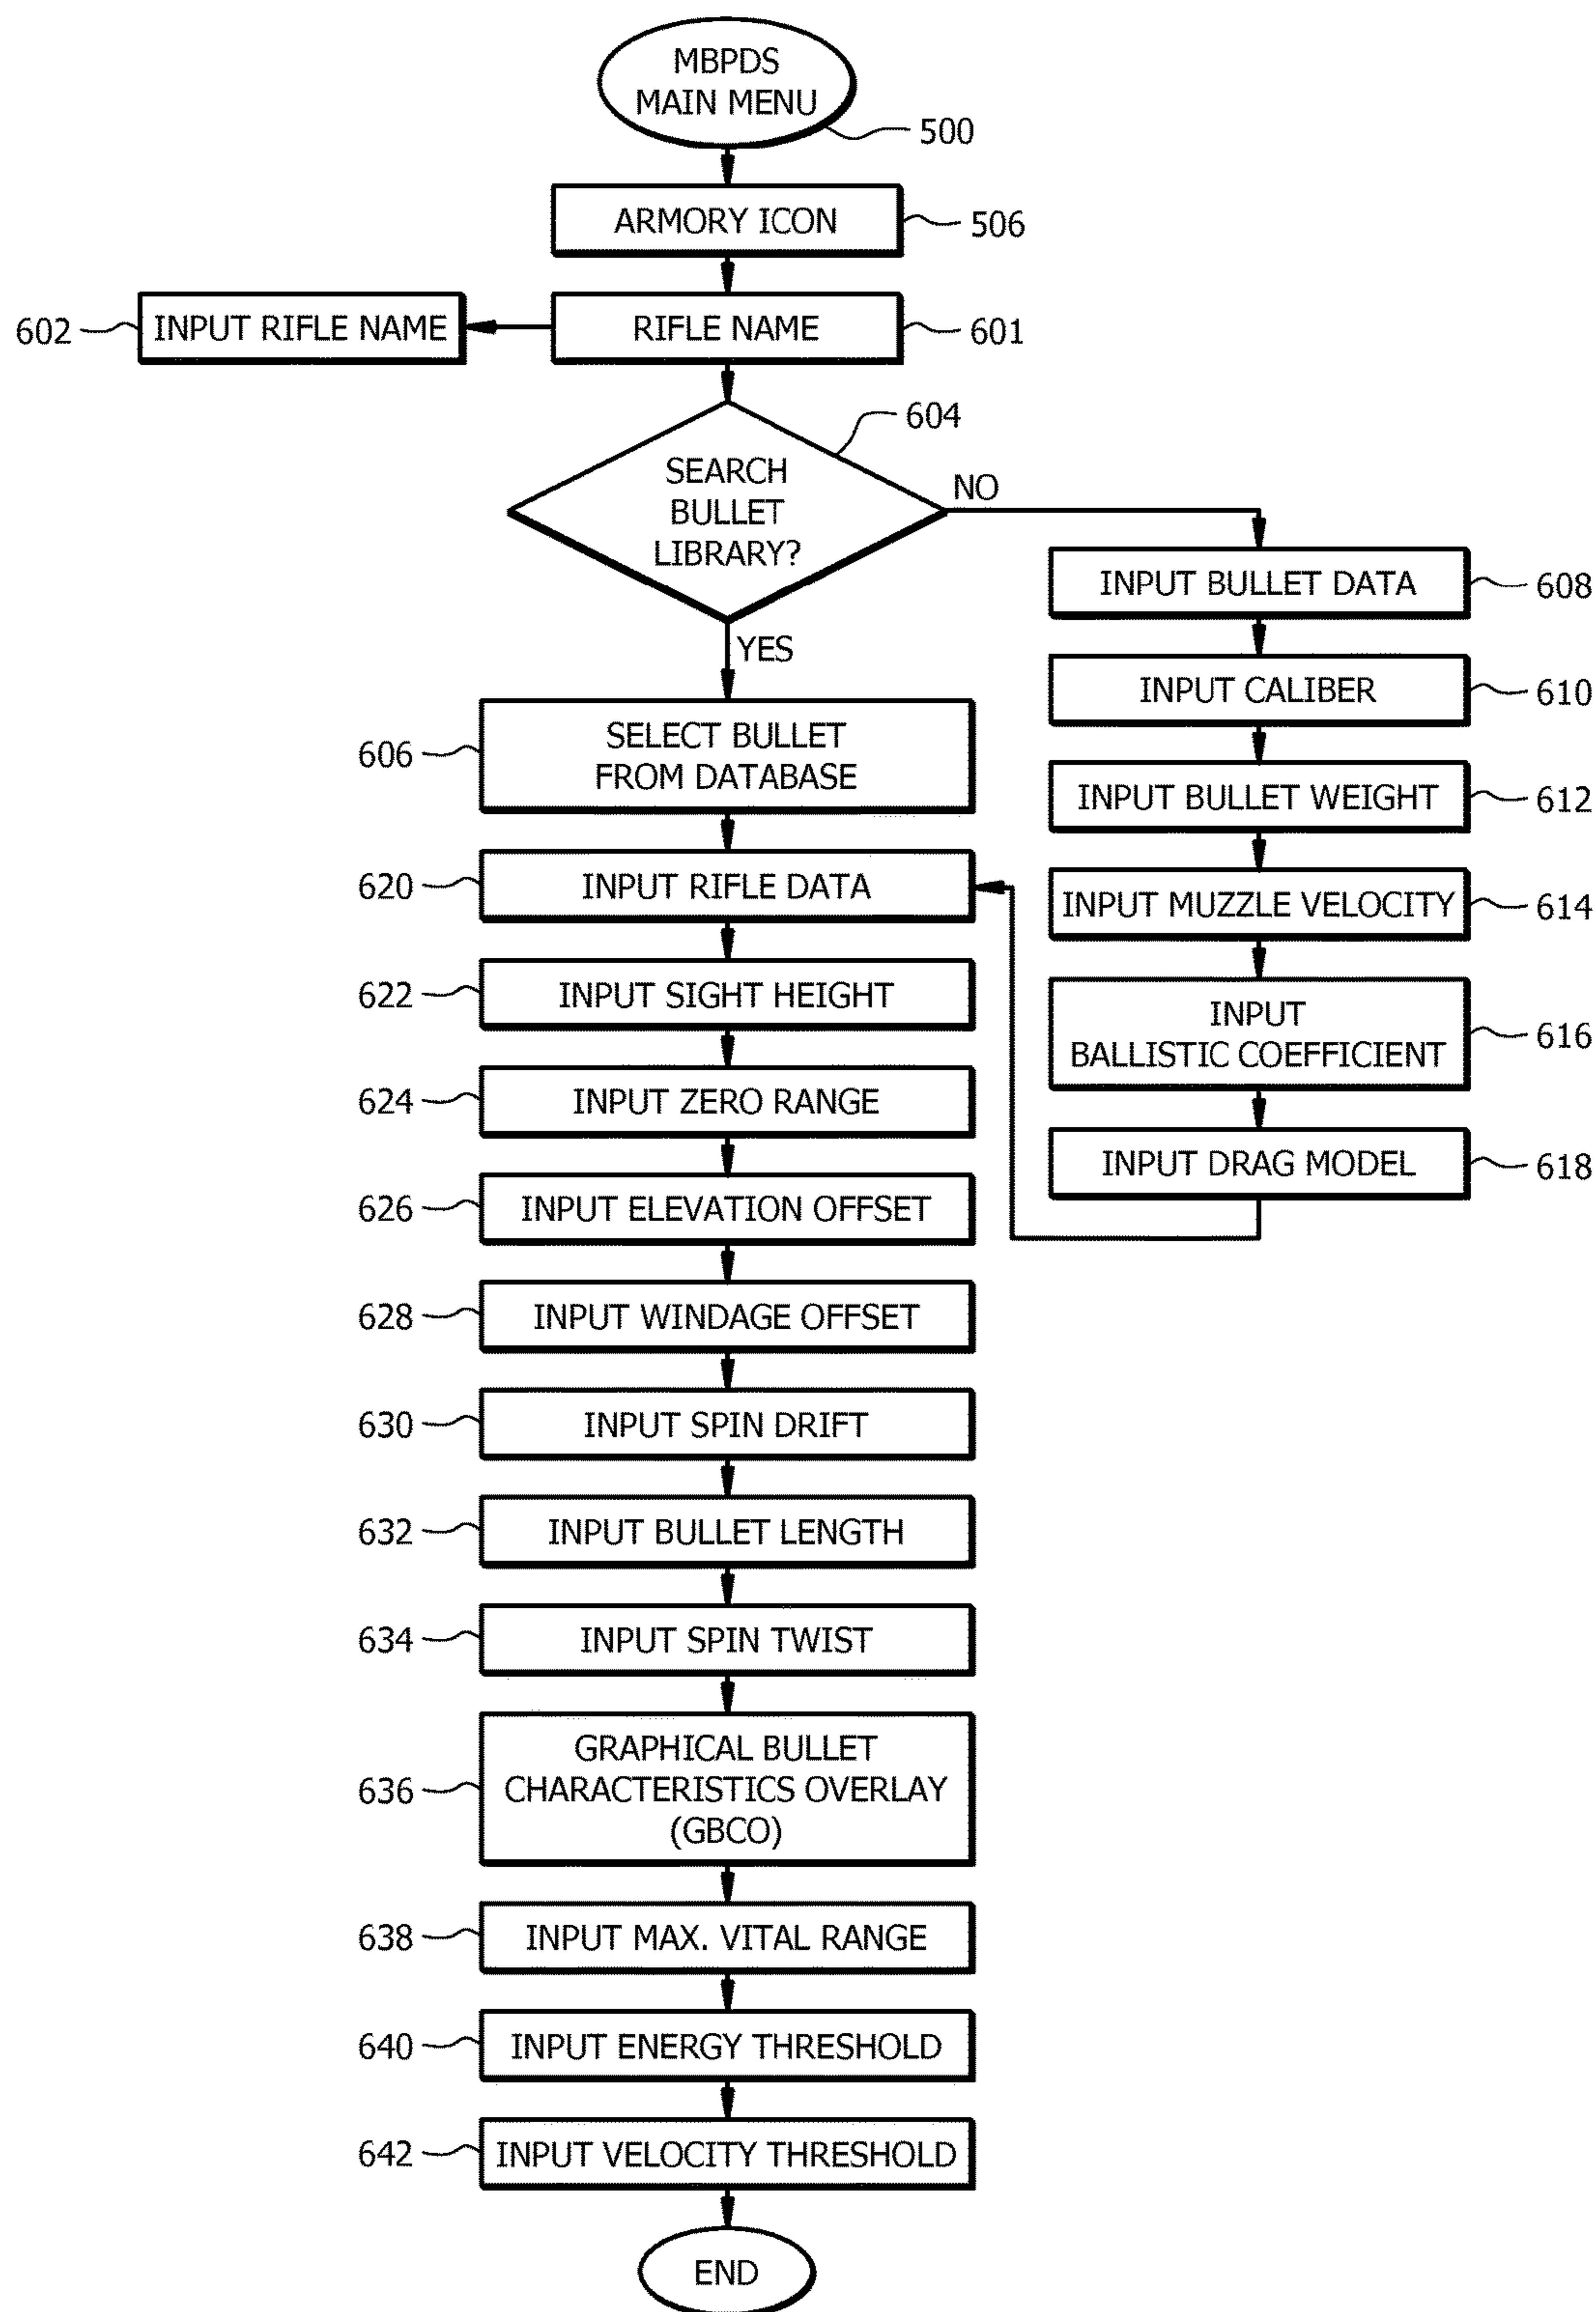 MBPDS
MAIN MENU
500
ARMORY ICON
506
602
INPUT RIFLE NAME
RIFLE NAME
601
604
SEARCH
BULLET
LIBRARY?
NO
YES
INPUT BULLET DATA
608
INPUT CALIBER
610
INPUT BULLET WEIGHT
612
INPUT MUZZLE VELOCITY
614
INPUT
BALLISTIC COEFFICIENT
616
INPUT DRAG MODEL
618
606
SELECT BULLET
FROM DATABASE
620
INPUT RIFLE DATA
622
INPUT SIGHT HEIGHT
624
INPUT ZERO RANGE
626
INPUT ELEVATION OFFSET
628
INPUT WINDAGE OFFSET
630
INPUT SPIN DRIFT
632
INPUT BULLET LENGTH
634
INPUT SPIN TWIST
636
GRAPHICAL BULLET
CHARACTERISTICS OVERLAY
(GBCO)
638
INPUT MAX. VITAL RANGE
640
INPUT ENERGY THRESHOLD
642
INPUT VELOCITY THRESHOLD
END